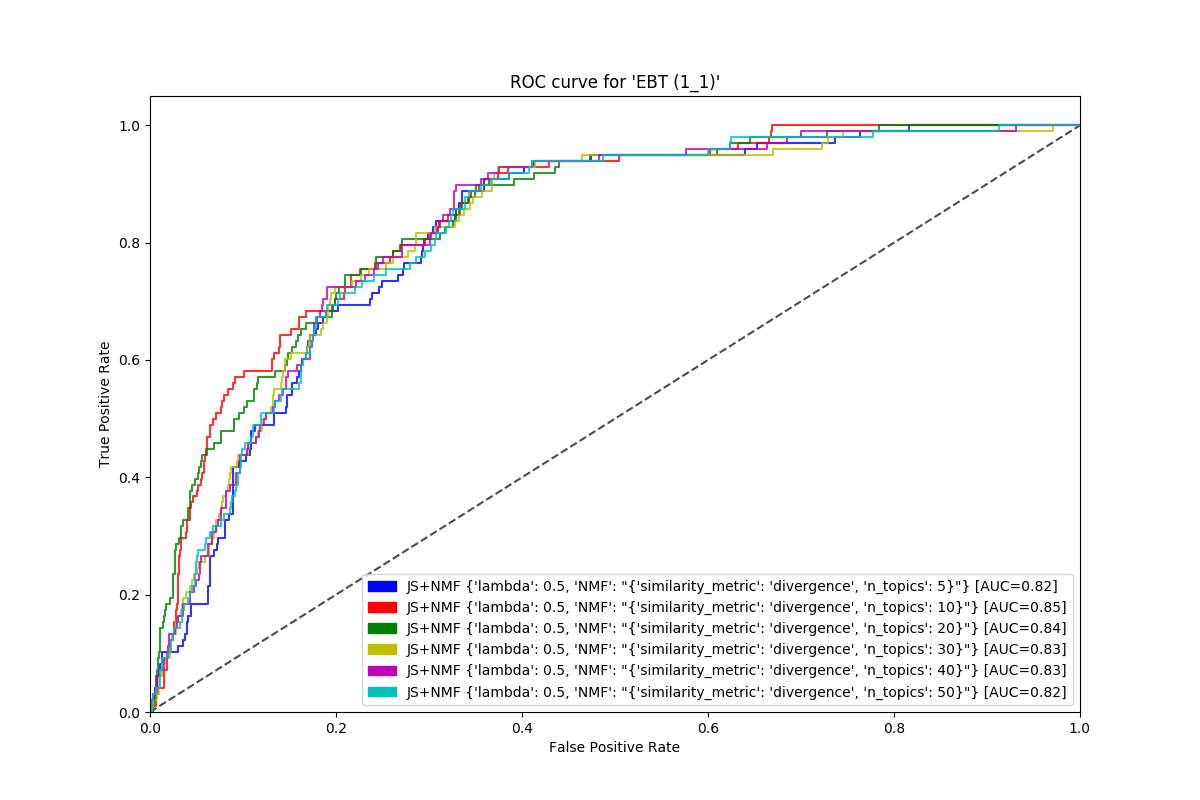 ROC curve for 'EBT (1_1)'
True Positive Rate
1.0
0.8
0.6
0.4
0.2
0.0
JS+NMF {'lambda': 0.5, 'NMF': "{'similarity_metric': 'divergence', 'n_topics': 5}"} [AUC=0.82]
JS+NMF {'lambda': 0.5, 'NMF': "{'similarity_metric': 'divergence', 'n_topics': 10}"} [AUC=0.85]
JS+NMF {'lambda': 0.5, 'NMF': "{'similarity_metric': 'divergence', 'n_topics': 20}"} [AUC=0.84]
JS+NMF {'lambda': 0.5, 'NMF': "{'similarity_metric': 'divergence', 'n_topics': 30}"} [AUC=0.83]
JS+NMF {'lambda': 0.5, 'NMF': "{'similarity_metric': 'divergence', 'n_topics': 40}"} [AUC=0.83]
JS+NMF {'lambda': 0.5, 'NMF': "{'similarity_metric': 'divergence', 'n_topics': 50}"} [AUC=0.82]
0.0 0.2 0.4 0.6 0.8 1.0
False Positive Rate